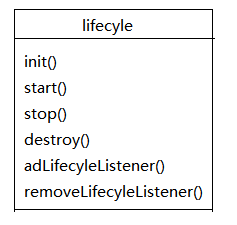 lifecyle
init()
start()
stop()
destroy()
adLifecyleListener()
removeLifecyleListener()